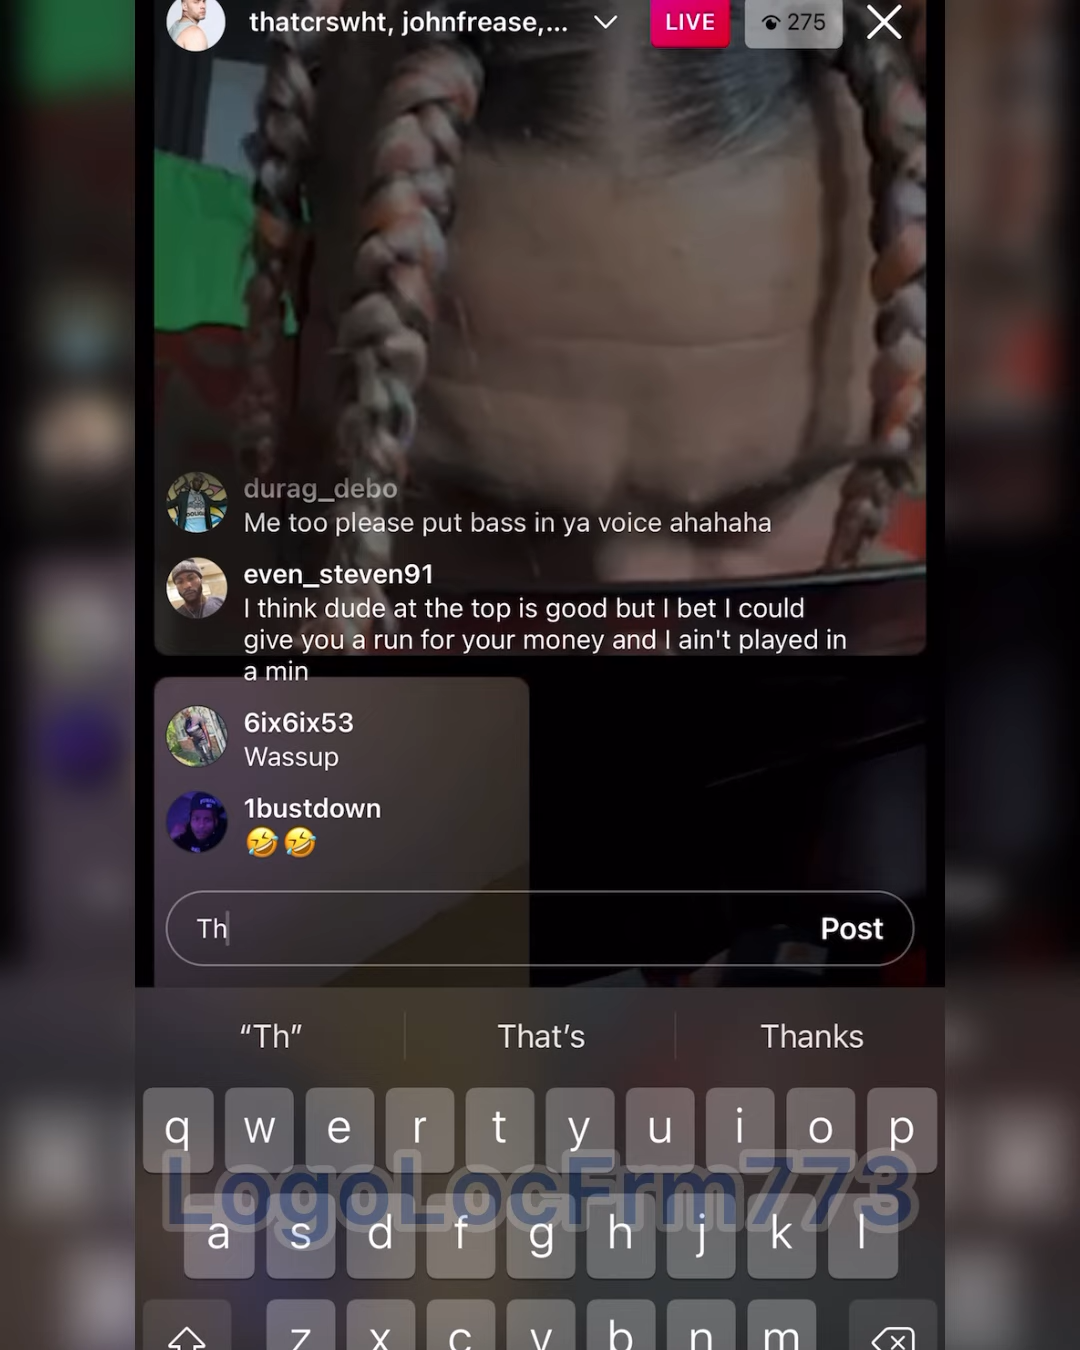 thatcrswht, johnfrease,...
LIVE
275
durag_debo
Me too please put bass in ya voice ahahaha
even_steven91
I think dude at the top is good but I bet I could
give you a run for your money and I ain't played in
a min
6ix6ix53
Wassup
1bustdown
🤣🤣
Th
Post
“Th” That’s Thanks
q w e r t y u i o p
LogoLocFrm773
a s d f g h j k l
z x c v b n m